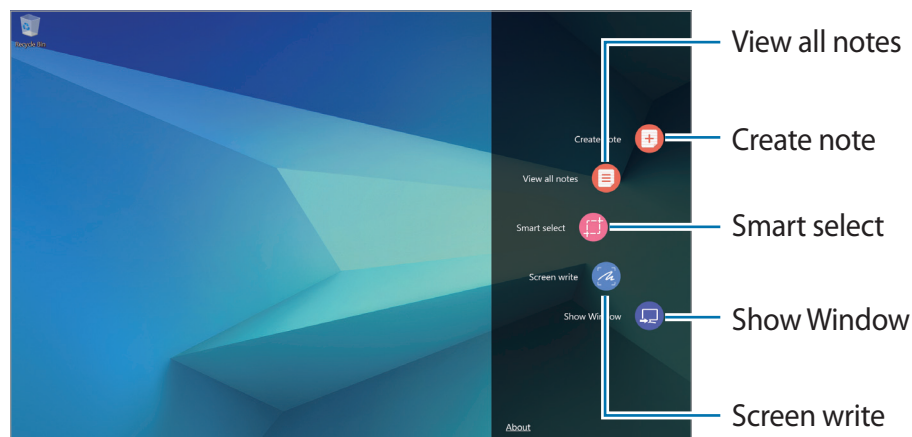 Recycle Bin
View all notes
Create note
Create note
View all notes
Smart select
Smart select
Screen write
Show Window
Show Window
Screen write
About